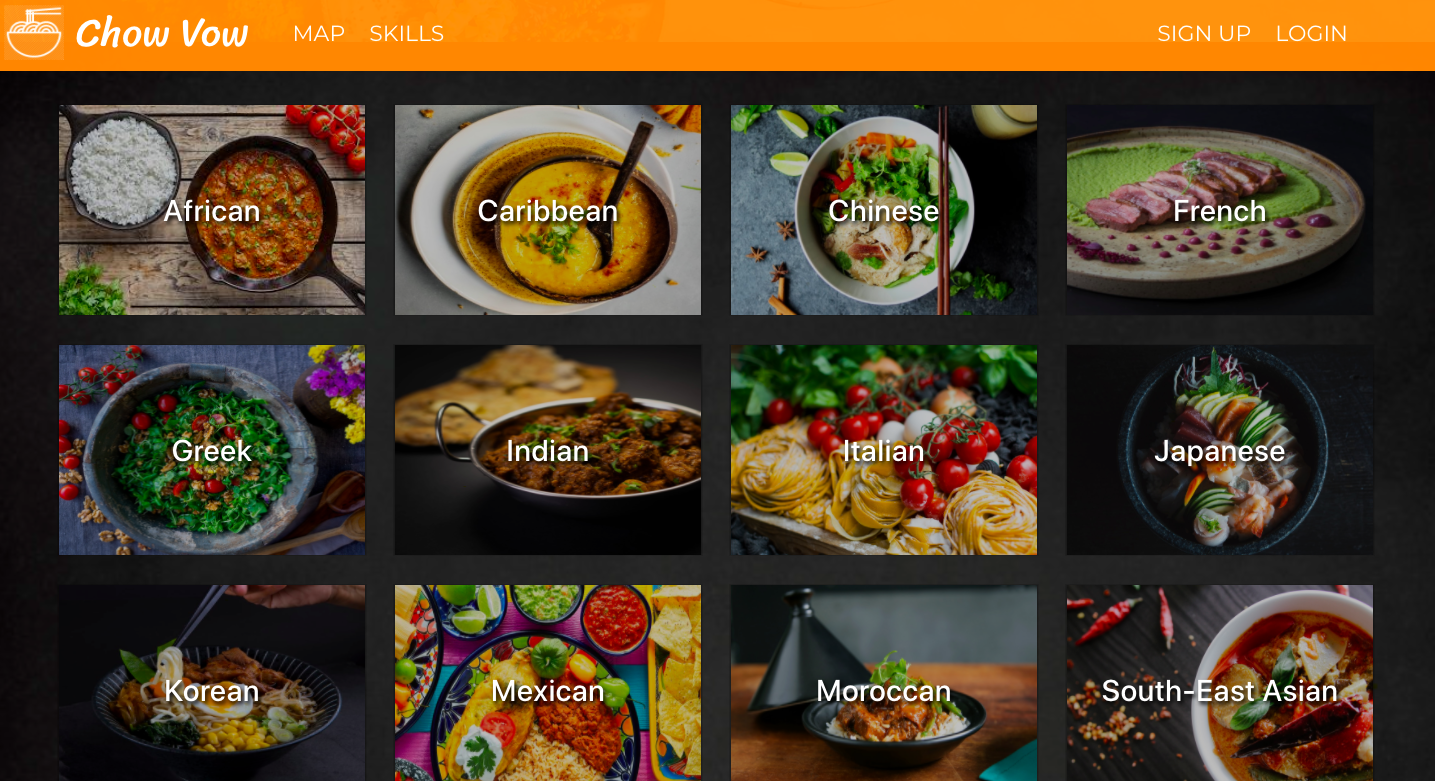 Chow Vow MAP SKILLS SIGN UP LOGIN
African Caribbean Chinese French
Greek Indian Italian Japanese
Korean Mexican Moroccan South-East Asian